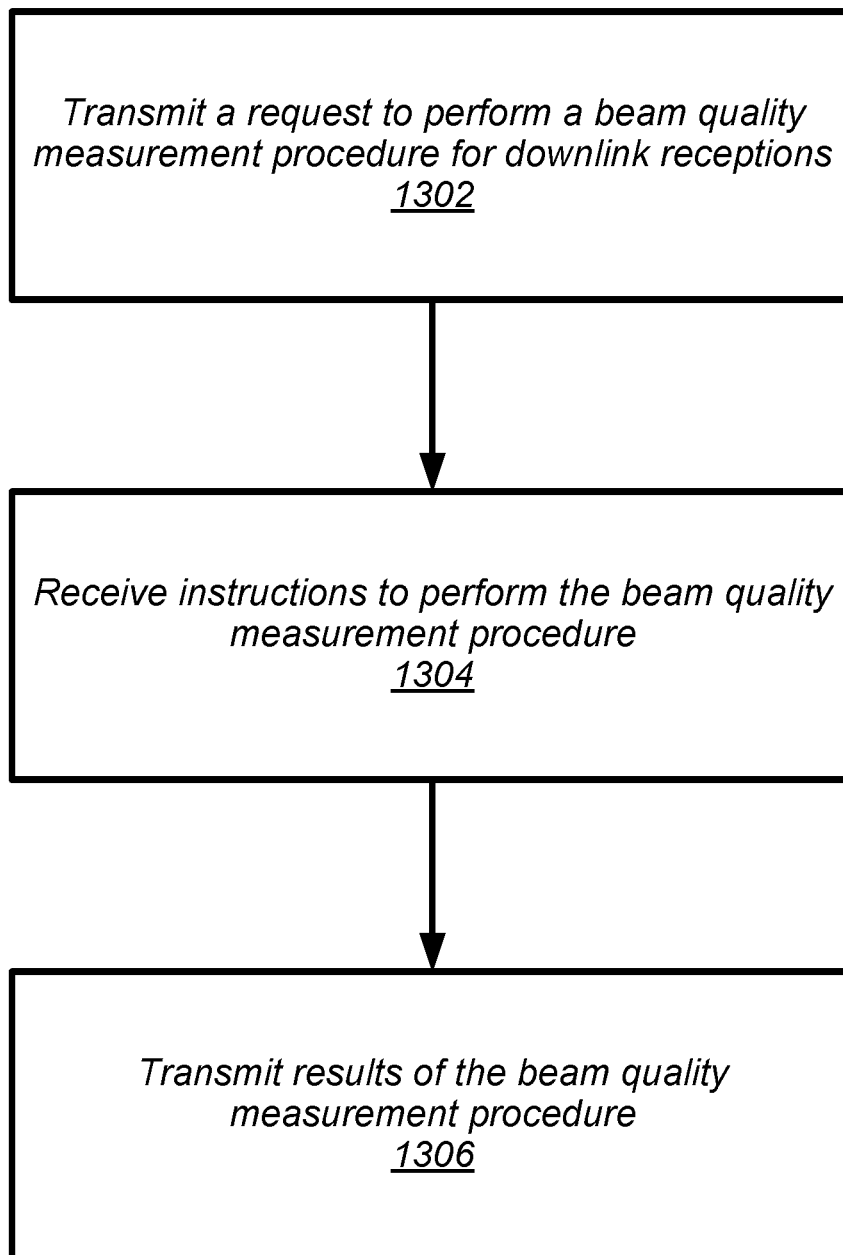 Transmit a request to perform a beam quality
measurement procedure for downlink receptions
1302
Receive instructions to perform the beam quality
measurement procedure
1304
Transmit results of the beam quality
measurement procedure
1306